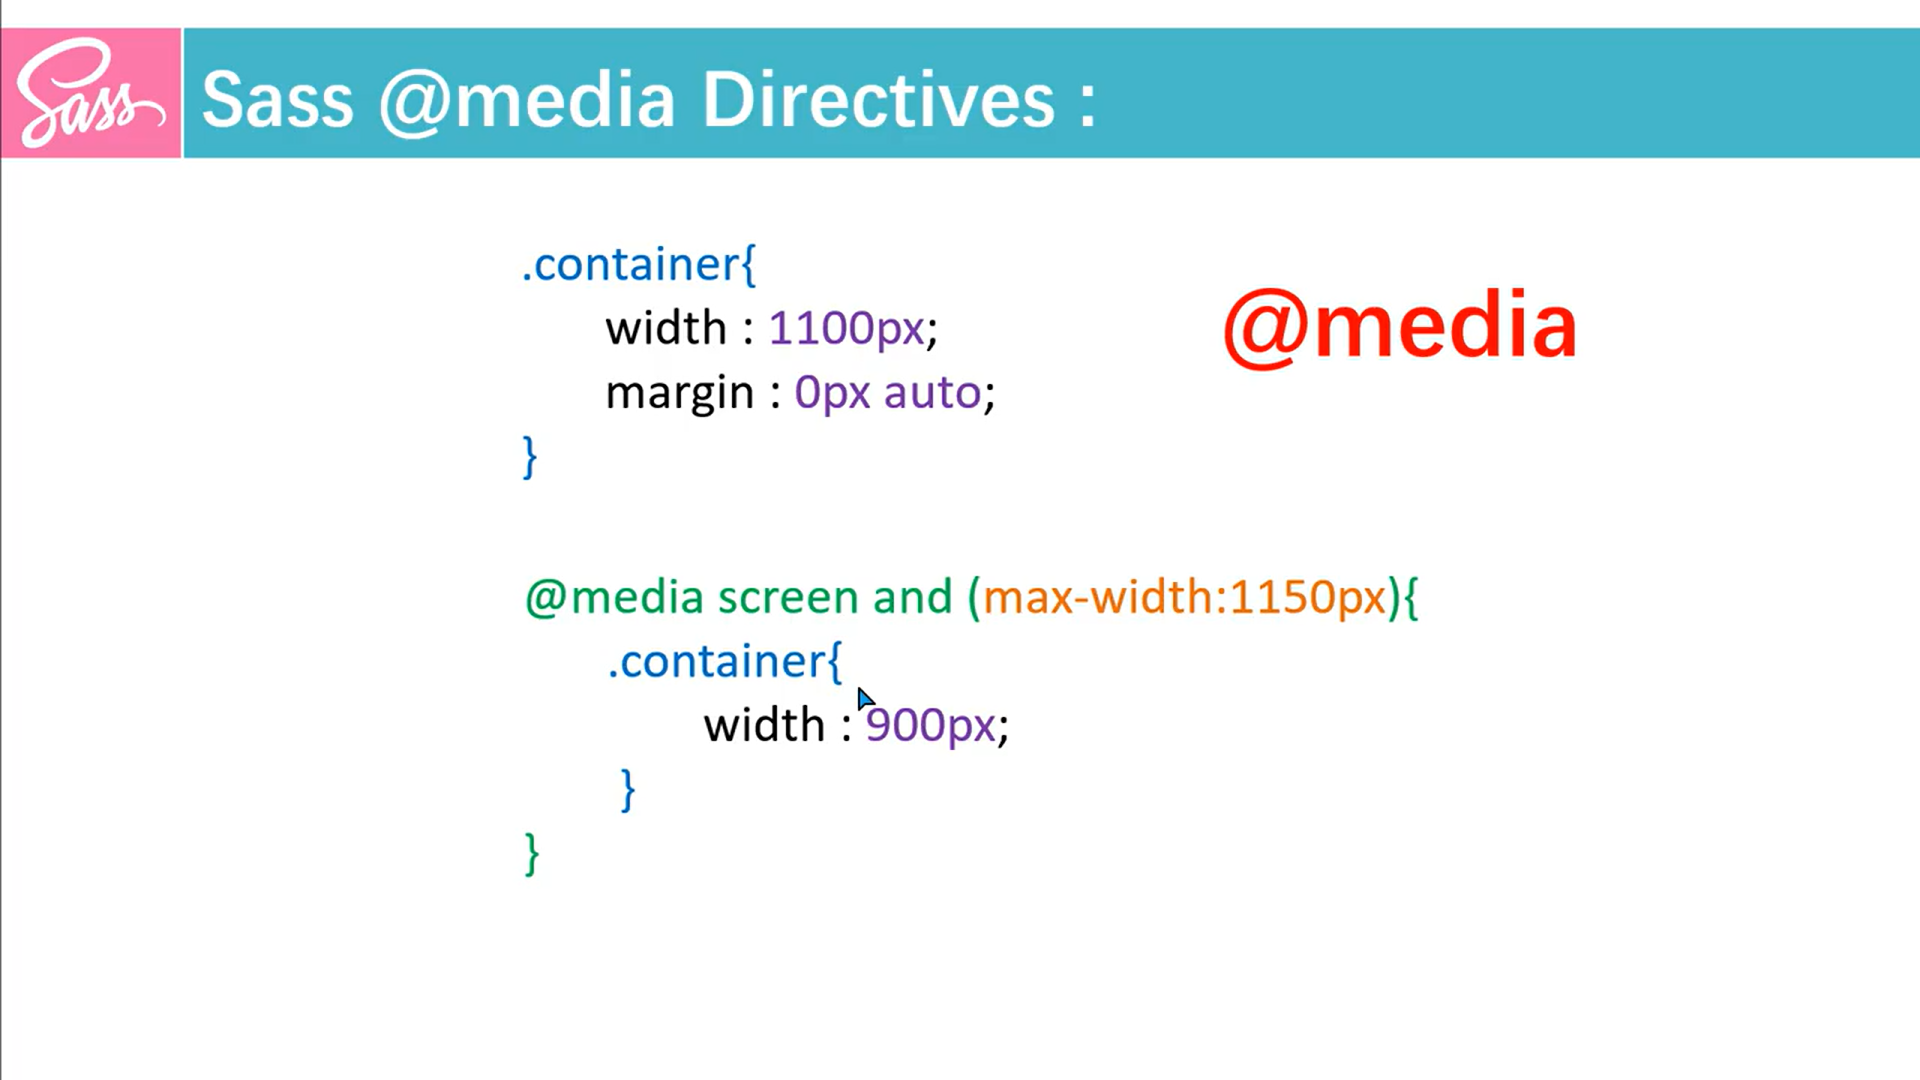 Sass
Sass @media Directives :
.container{
width : 1100px;
margin : 0px auto;
}
@media
@media screen and (max-width:1150px){
.container{
width : 900px;
}
}